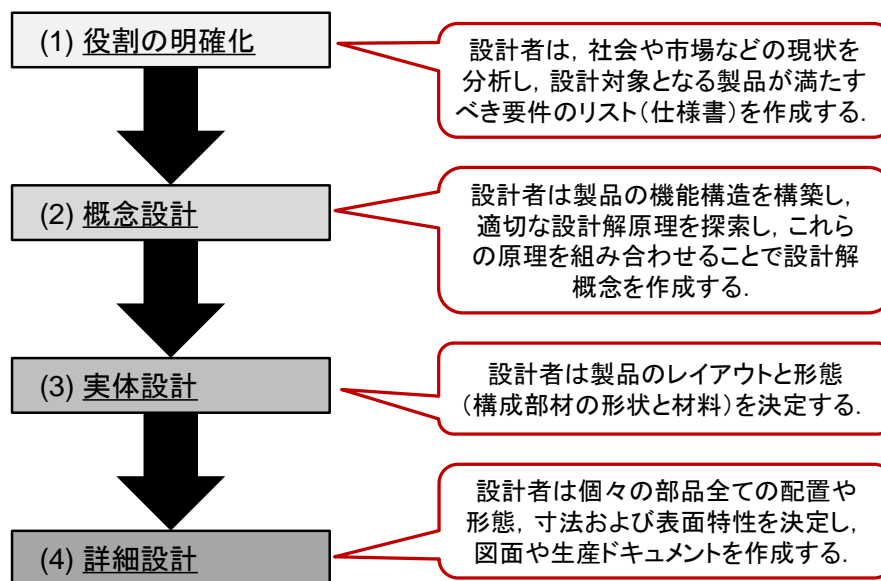 (1) 役割の明確化
設計者は，社会や市場などの現状を
分析し，設計対象となる製品が満たす
べき要件のリスト（仕様書）を作成する．
(2) 概念設計
設計者は製品の機能構造を構築し，
適切な設計解原理を探索し，これら
の原理を組み合わせることで設計解
概念を作成する．
(3) 実体設計
設計者は製品のレイアウトと形態
（構成部材の形状と材料）を決定する．
(4) 詳細設計
設計者は個々の部品全ての配置や
形態，寸法および表面特性を決定し，
図面や生産ドキュメントを作成する．